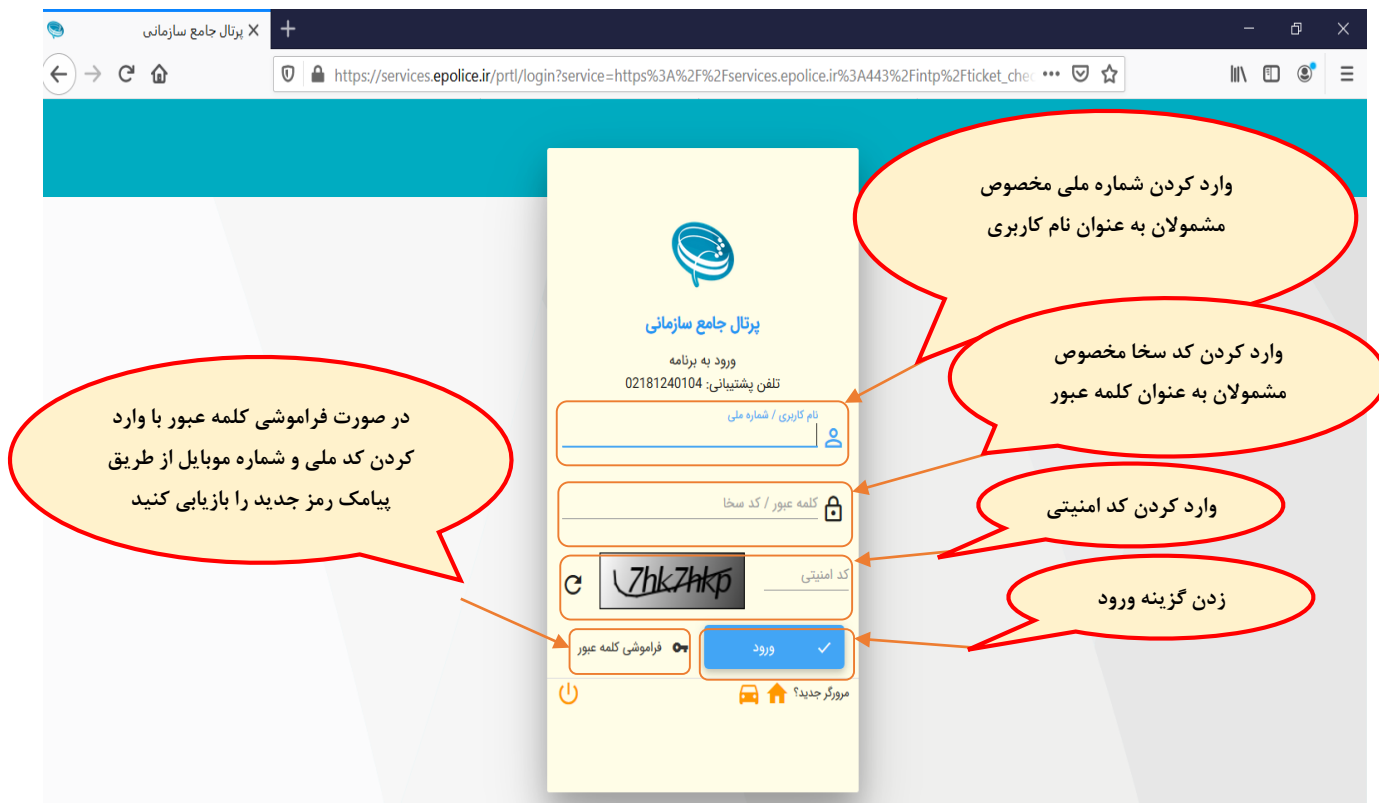 پرتال جامع سازمانی
https://services.epolice.ir/prtl/login?service=https%3A%2F%2Fservices.epolice.ir%3A443%2Fintp%2Fticket_chec
وارد کردن شماره ملی مخصوص
مشمولان به عنوان نام کاربری
پرتال جامع سازمانی
ورود به برنامه
تلفن پشتیبانی: 02181240104
وارد کردن کد سخا مخصوص
مشمولان به عنوان کلمه عبور
در صورت فراموشی کلمه عبور با وارد
کردن کد ملی و شماره موبایل از طریق
پیامک رمز جدید را بازیابی کنید
نام کاربری / شماره ملی
کلمه عبور / کد سخا
وارد کردن کد امنیتی
کد امنیتی
7hk7hkp
زدن گزینه ورود
ورود
فراموشی کلمه عبور
مرورگر جدید؟